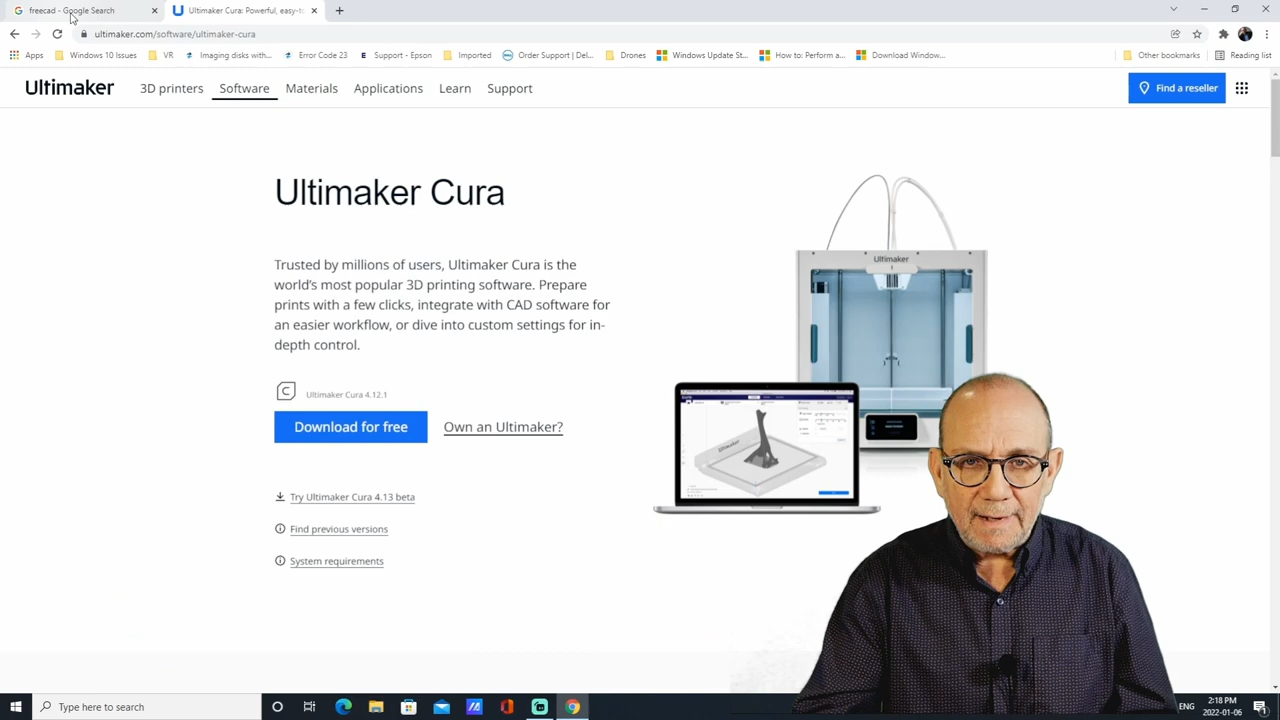 freecad - Google Search
Ultimaker Cura: Powerful, easy-to
ultimaker.com/software/ultimaker-cura
Apps
Windows 10 Issues
VR
Imaging disks with...
Error Code 23
Support - Epson
Imported
Order Support | Del...
Drones
Windows Update St...
How to: Perform a...
Download Window...
Other bookmarks
Reading list
Ultimaker
3D printers
Software
Materials
Applications
Learn
Support
Find a reseller
Ultimaker Cura
Trusted by millions of users, Ultimaker Cura is the
world's most popular 3D printing software. Prepare
prints with a few clicks, integrate with CAD software for
an easier workflow, or dive into custom settings for in-
depth control.
Ultimaker Cura 4.12.1
Download for free
Own an Ultimaker?
Try Ultimaker Cura 4.13 beta
Find previous versions
System requirements
Ultimaker
Type here to search
ENG
2:18 PM
2022-01-06